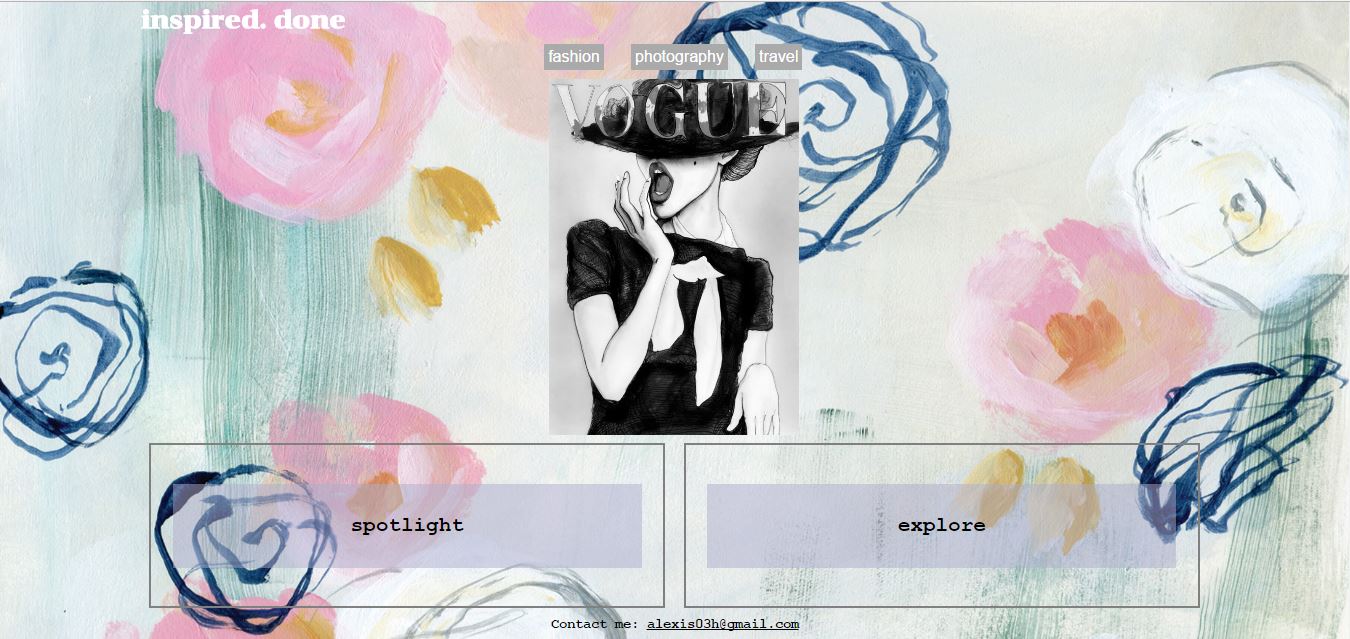 inspired. done
fashion photography travel
VOGUE
spotlight explore
Contact me: alexis03h@gmail.com